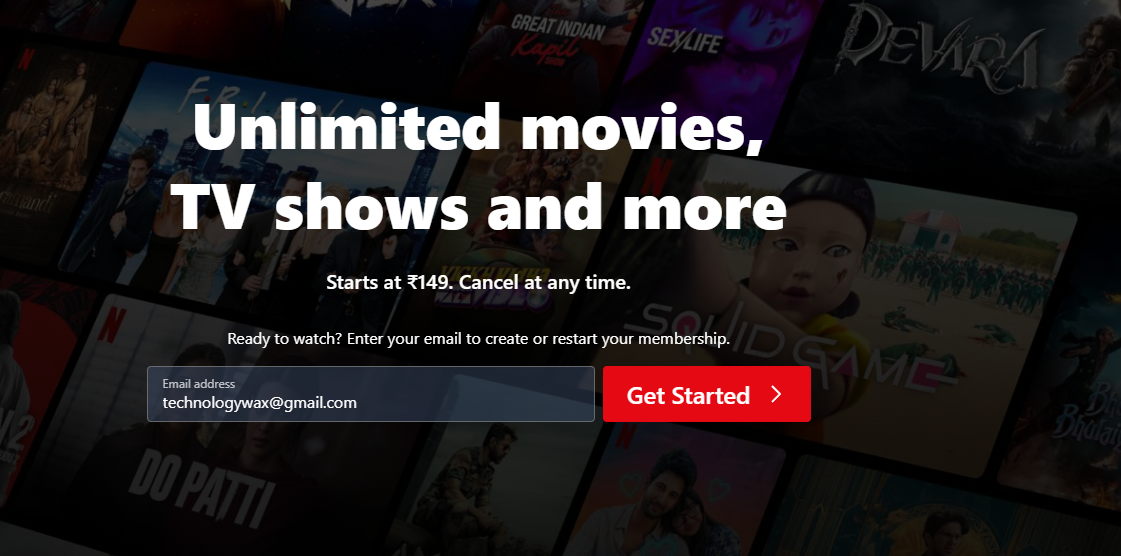 GREAT INDIAN
Kapil
SEX/LIFE
DEVARA
FRIENDS
Unlimited movies,
TV shows and more
Starts at ₹149. Cancel at any time.
VIDEO
Ready to watch? Enter your email to create or restart your membership.
SQUID GAME
Email address
technologywax@gmail.com
Get Started
DO PATTI